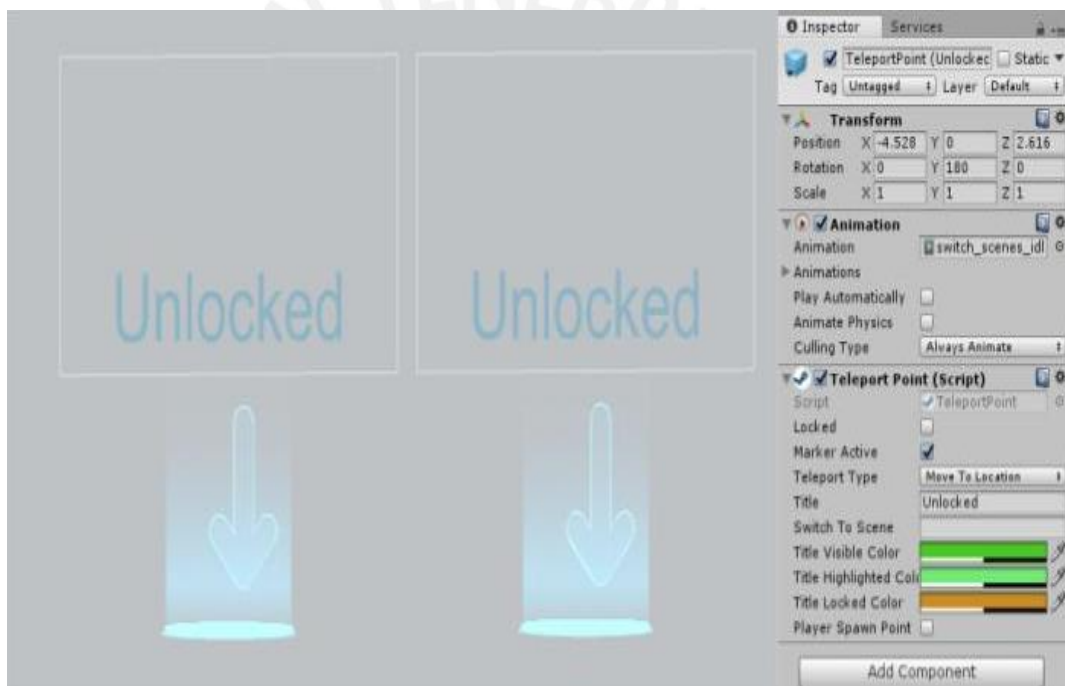 Unlocked
Unlocked
Inspector Services
TeleportPoint (Unlockec Static
Tag Untagged Layer Default
Transform
Position X -4.528 Y 0 Z 2.616
Rotation X 0 Y 180 Z 0
Scale X 1 Y 1 Z 1
Animation
Animation switch_scenes_idl
Animations
Play Automatically
Animate Physics
Culling Type Always Animate
Teleport Point (Script)
Script TeleportPoint
Locked
Marker Active
Teleport Type Move To Location
Title Unlocked
Switch To Scene
Title Visible Color
Title Highlighted Col
Title Locked Color
Player Spawn Point
Add Component